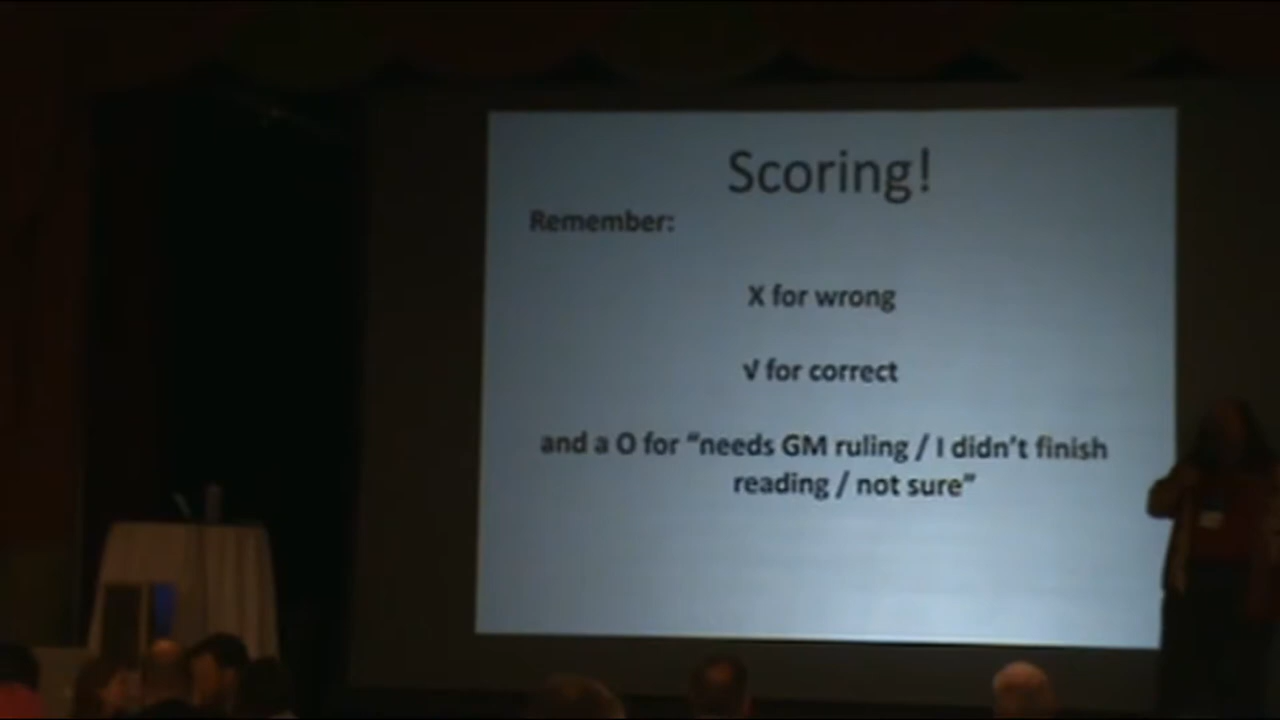 Scoring!
Remember:
X for wrong
√ for correct
and a O for “needs GM ruling / I didn’t finish
reading / not sure”